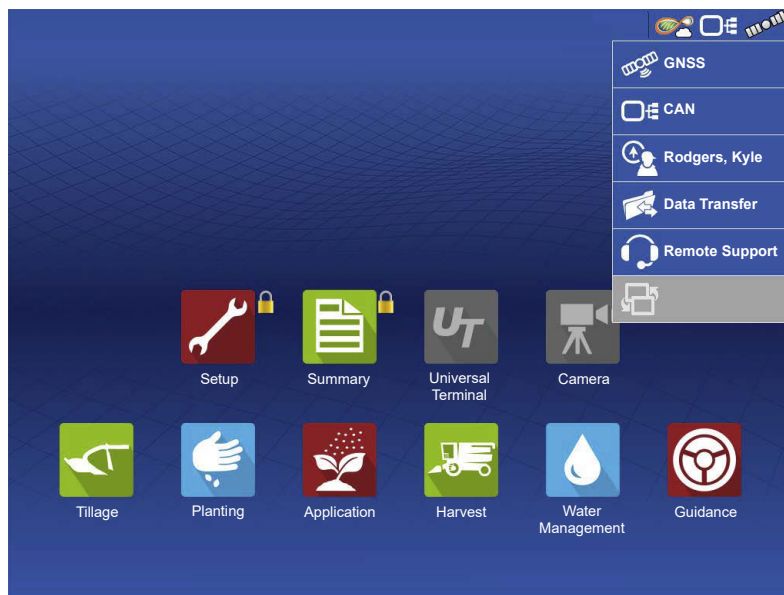 GNSS
CAN
Rodgers, Kyle
Data Transfer
Remote Support
UT
Setup
Summary
Universal
Terminal
Camera
Tillage
Planting
Application
Harvest
Water
Management
Guidance